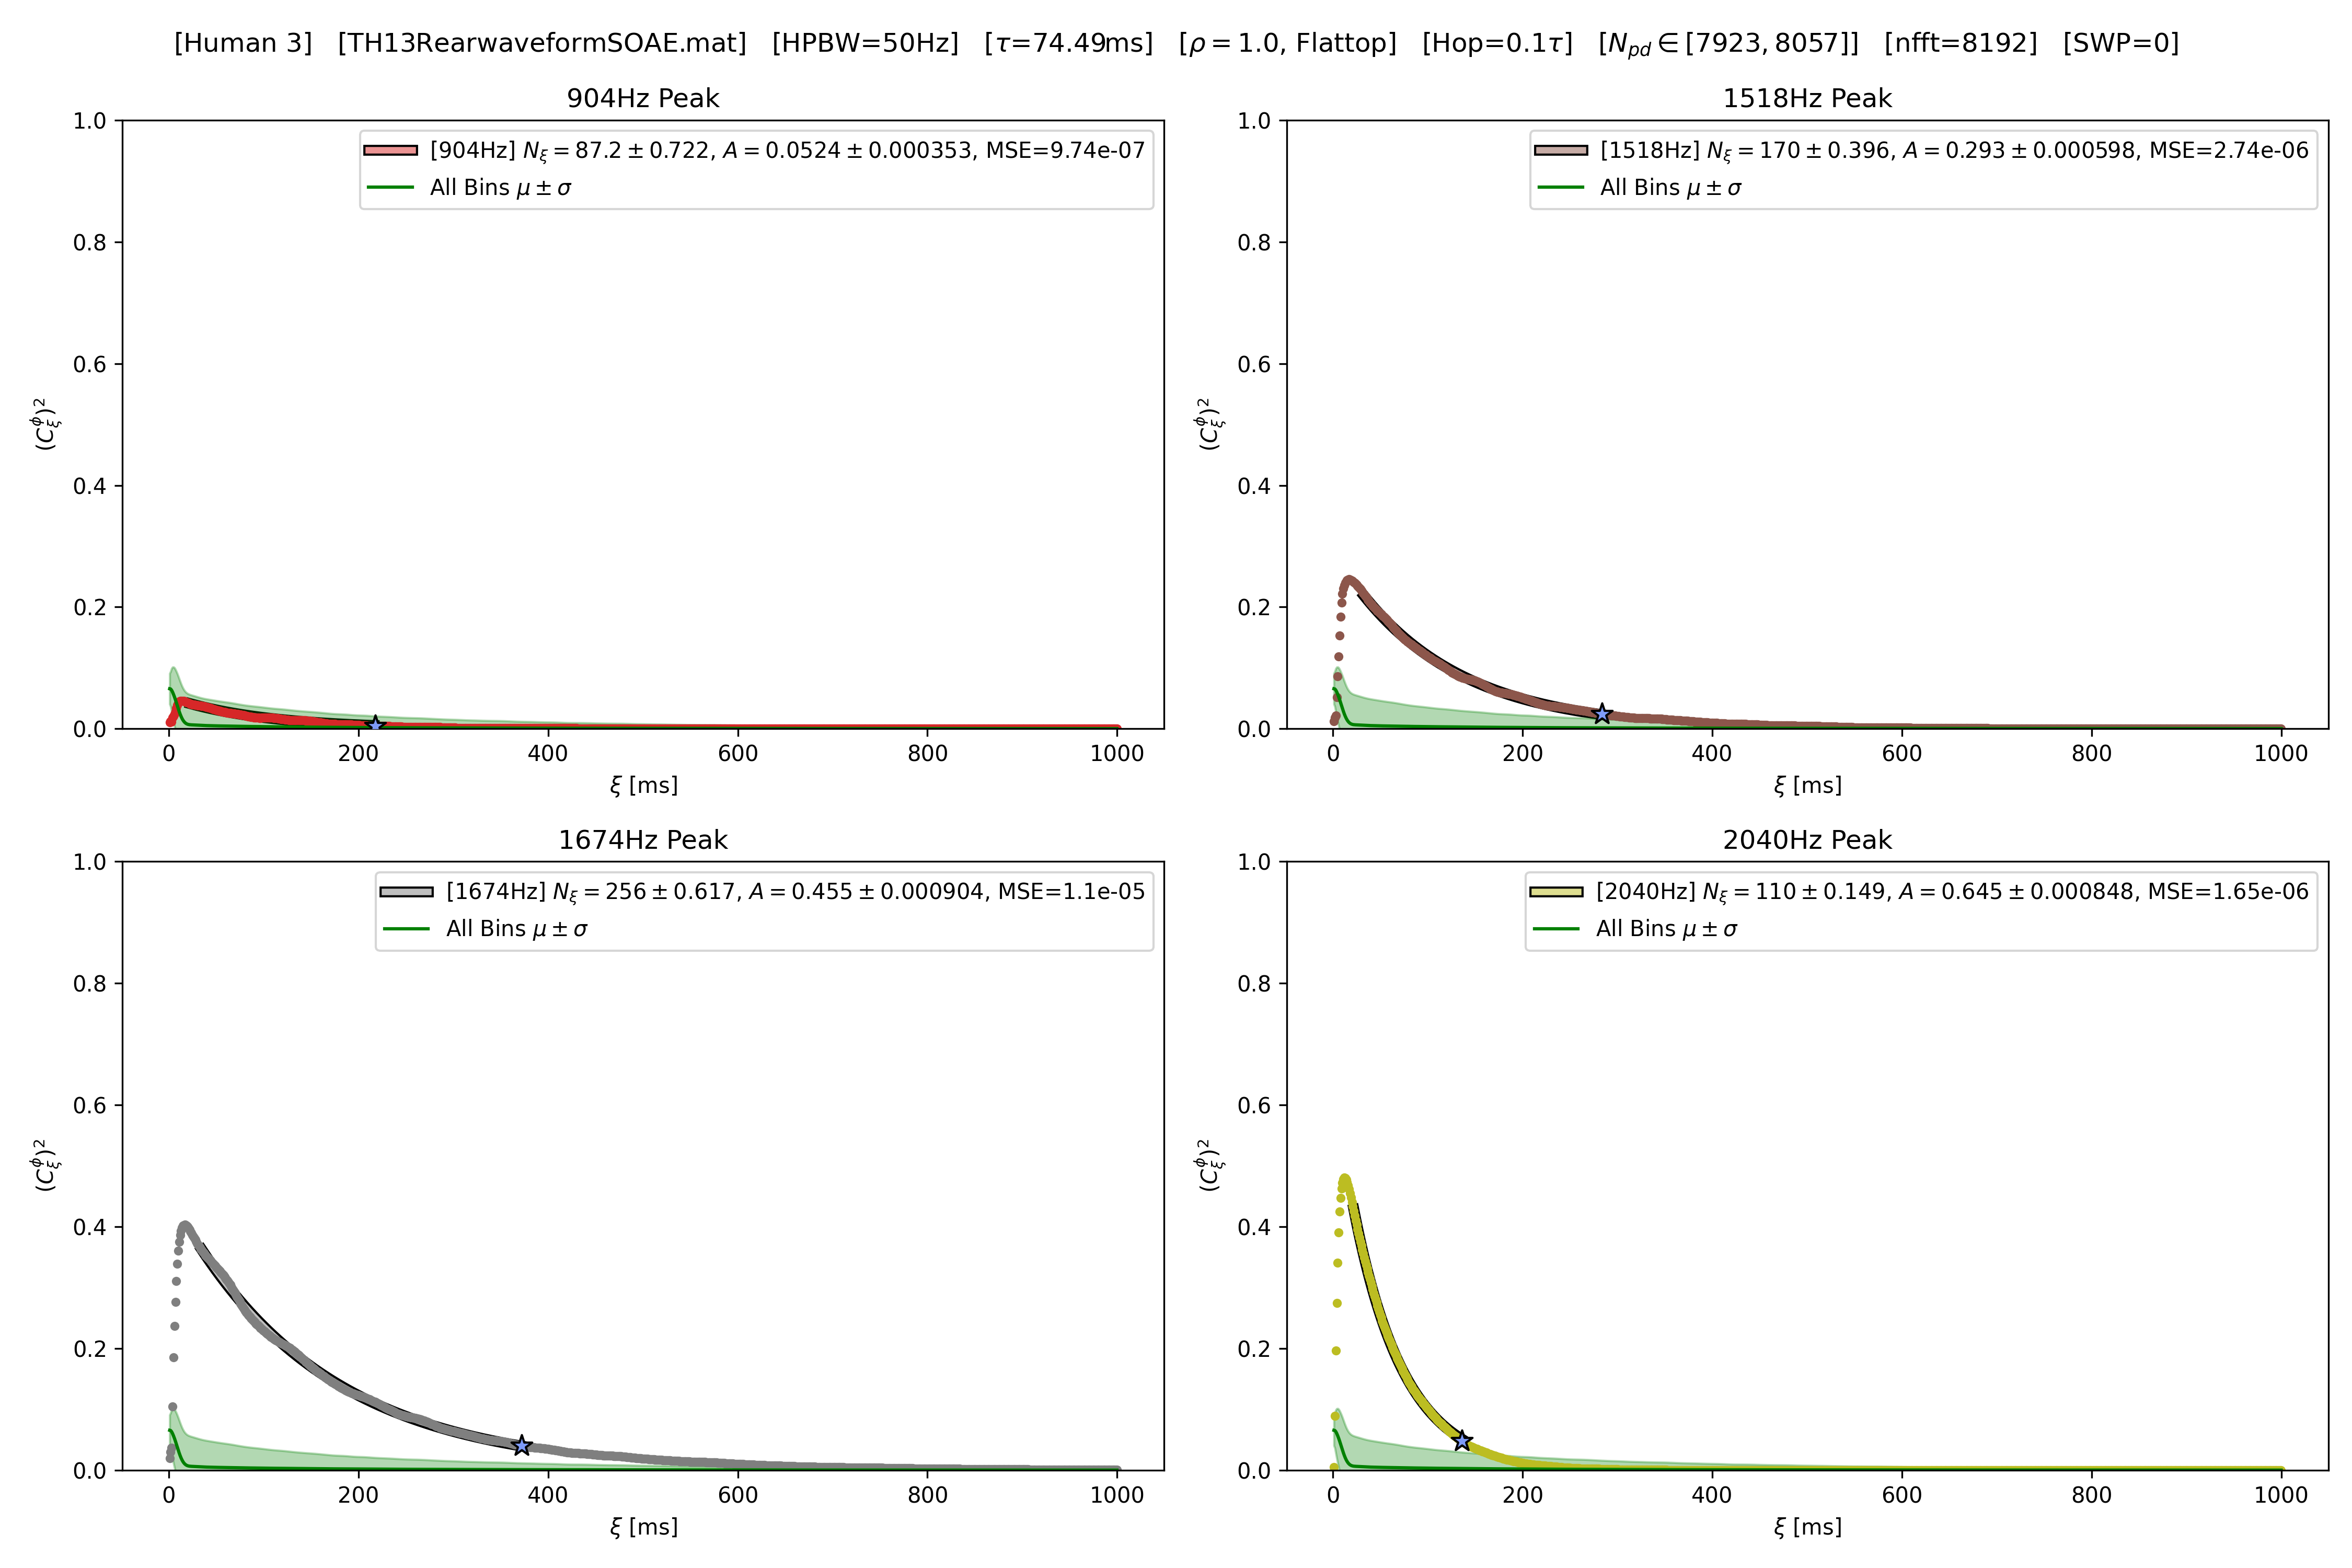 [Human 3] [TH13RearwaveformSOAE.mat] [HPBW=50Hz] [τ=74.49ms] [ρ = 1.0, Flattop] [Hop=0.1τ] [N_pd ∈ [7923, 8057]] [nfft=8192] [SWP=0]
904Hz Peak
[904Hz] N_ξ = 87.2 ± 0.722, A = 0.0524 ± 0.000353, MSE=9.74e-07
All Bins μ ± σ
1.0
0.8
0.6
0.4
0.2
0.0
(C_ξ^ϕ)²
0 200 400 600 800 1000
ξ [ms]
1518Hz Peak
[1518Hz] N_ξ = 170 ± 0.396, A = 0.293 ± 0.000598, MSE=2.74e-06
All Bins μ ± σ
1.0
0.8
0.6
0.4
0.2
0.0
(C_ξ^ϕ)²
0 200 400 600 800 1000
ξ [ms]
1674Hz Peak
[1674Hz] N_ξ = 256 ± 0.617, A = 0.455 ± 0.000904, MSE=1.1e-05
All Bins μ ± σ
1.0
0.8
0.6
0.4
0.2
0.0
(C_ξ^ϕ)²
0 200 400 600 800 1000
ξ [ms]
2040Hz Peak
[2040Hz] N_ξ = 110 ± 0.149, A = 0.645 ± 0.000848, MSE=1.65e-06
All Bins μ ± σ
1.0
0.8
0.6
0.4
0.2
0.0
(C_ξ^ϕ)²
0 200 400 600 800 1000
ξ [ms]